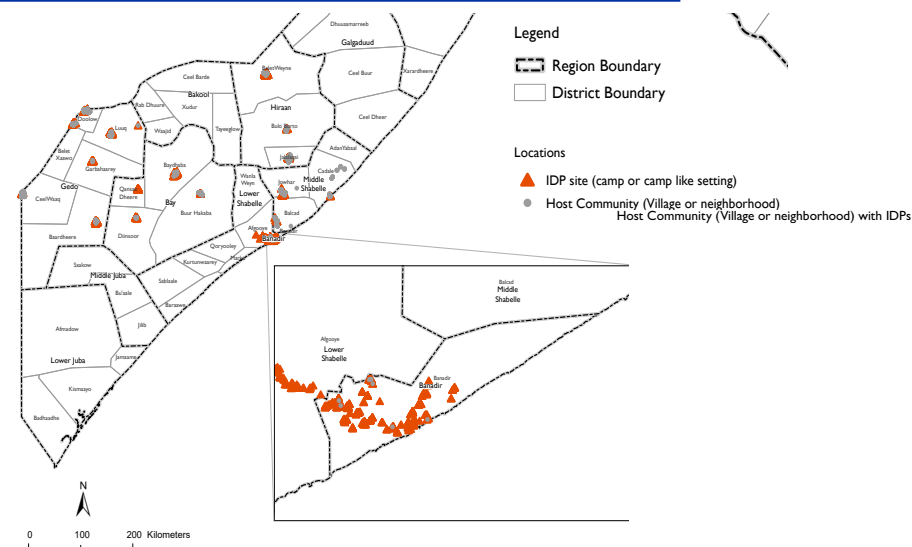 Dhuusamarreeb
Galgaduud
Legend
Region Boundary
District Boundary
BeletWeyne
Ceel Barde
Ceel Buur
Xarardheere
Bakool
Rab Dhuure
Xudur
Hiraan
Ceel Dheer
Doolow
Luuq
Waajid
Tayeeglow
Bulo Burto
AdanYabaal
Locations
Belet
Xaawo
Garbahaarey
Baydhaba
Jalalaqsi
Cadale
IDP site (camp or camp like setting)
Gedo
CeelWaaq
Qansax
Dheere
Wanla
Weyn
Jowhar
Middle
Shabelle
Host Community (Village or neighborhood)
Host Community (Village or neighborhood) with IDPs
Bay
Buur Hakaba
Lower
Shabelle
Balcad
Baardheere
Diinsoor
Afgooye
Banadir
Qoryooley
Kurtunwaarey
Saakow
Middle Juba
Sablaale
Bu'aale
Baraawe
Balcad
Middle
Shabelle
Afmadow
Jilib
Afgooye
Lower
Shabelle
Lower Juba
Jamaame
Banadir
Banadir
Kismaayo
Badhaadhe
N
0 100 200 Kilometers